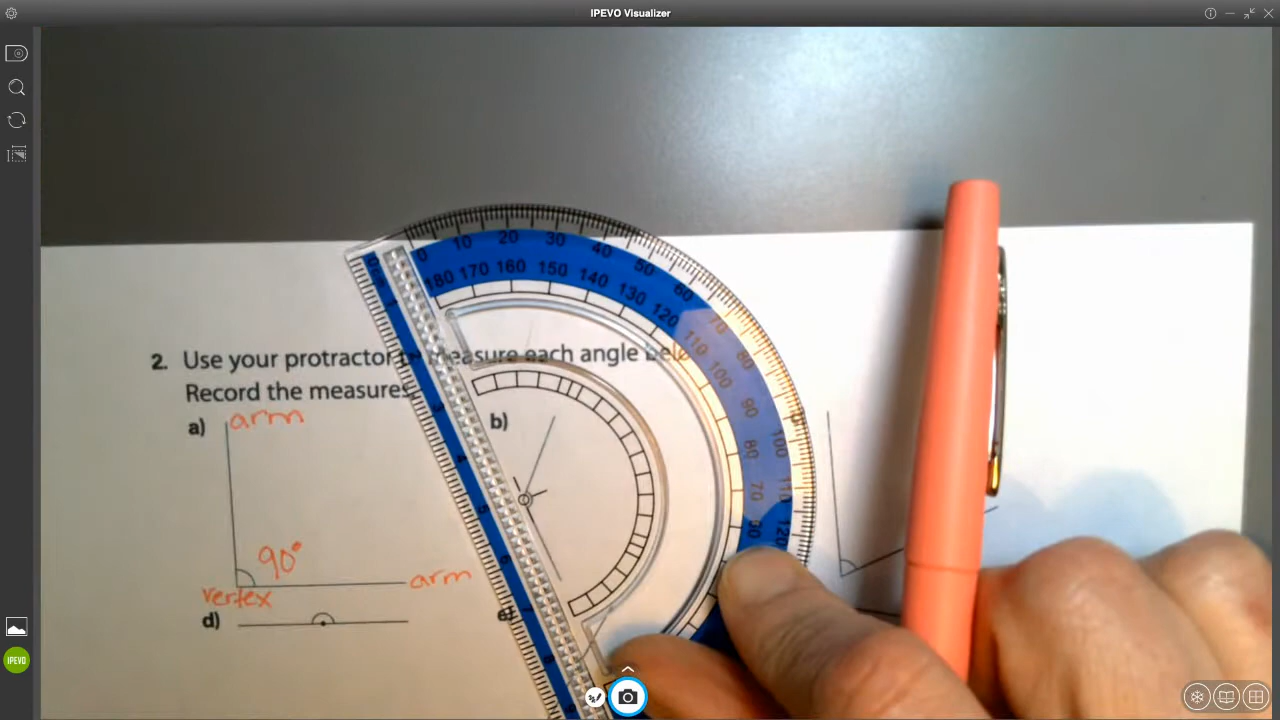 IPEVO Visualizer
0 10 20 30 40 50 60 70 80 90 100 110 120
180 170 160 150 140 130 120 110 100 90 80 70 60
2. Use your protractor measure each angle
Record the measures.
a) arm
b)
90°
arm
vertex
d)
e)
IPEVO